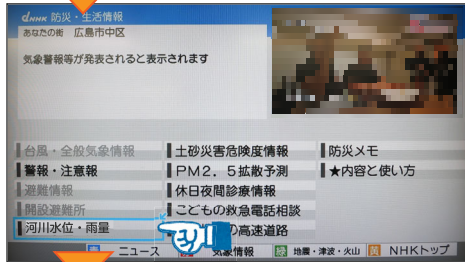 dNHK 防災・生活情報
あなたの街 広島市中区
気象警報等が発表されると表示されます
台風・全般気象情報
土砂災害危険度情報
防災メモ
警報・注意報
PM2.5拡散予測
★内容と使い方
避難情報
休日夜間診療情報
開設避難所
こどもの救急電話相談
河川水位・雨量
の高速道路
青 ニュース 気象情報 緑 地震・津波・火山 黄 NHKトップ